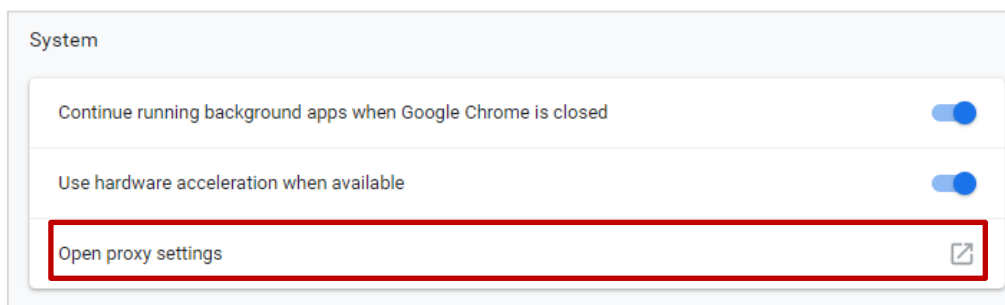 System
Continue running background apps when Google Chrome is closed
Use hardware acceleration when available
Open proxy settings